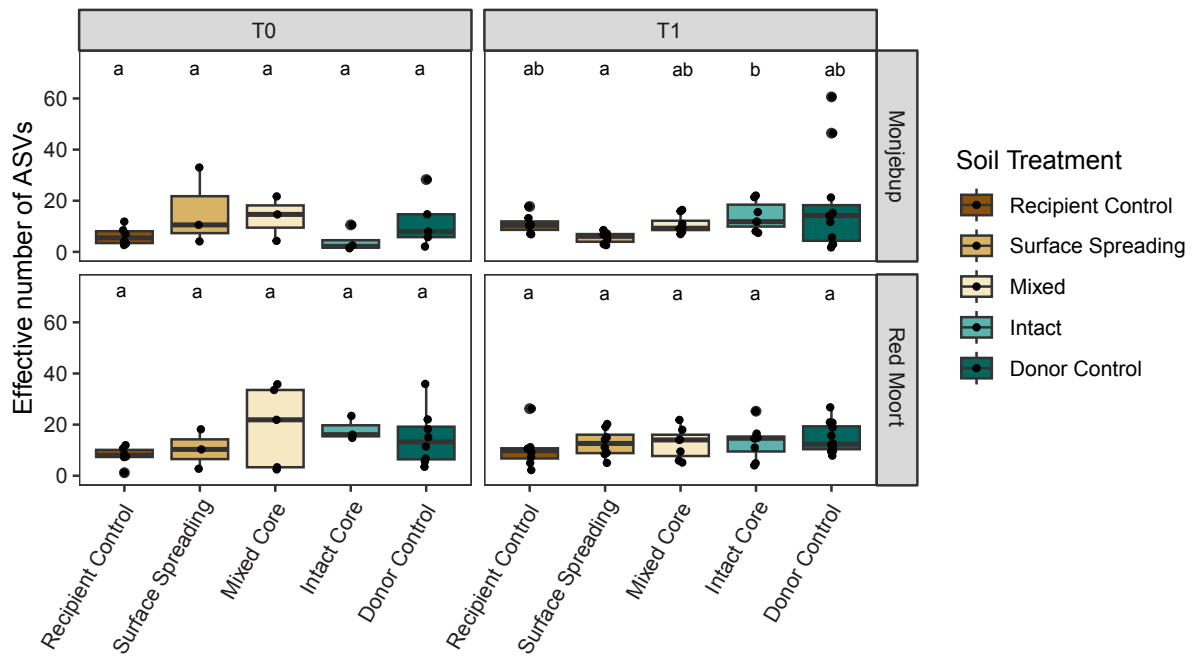 T0
T1
a a a a a
ab a ab b ab
Effective number of ASVs
60
40
20
0
Monjebup
a a a a a
a a a a a
60
40
20
0
Red Moort
Recipient Control
Surface Spreading
Mixed Core
Intact Core
Donor Control
Recipient Control
Surface Spreading
Mixed Core
Intact Core
Donor Control
Soil Treatment
Recipient Control
Surface Spreading
Mixed
Intact
Donor Control